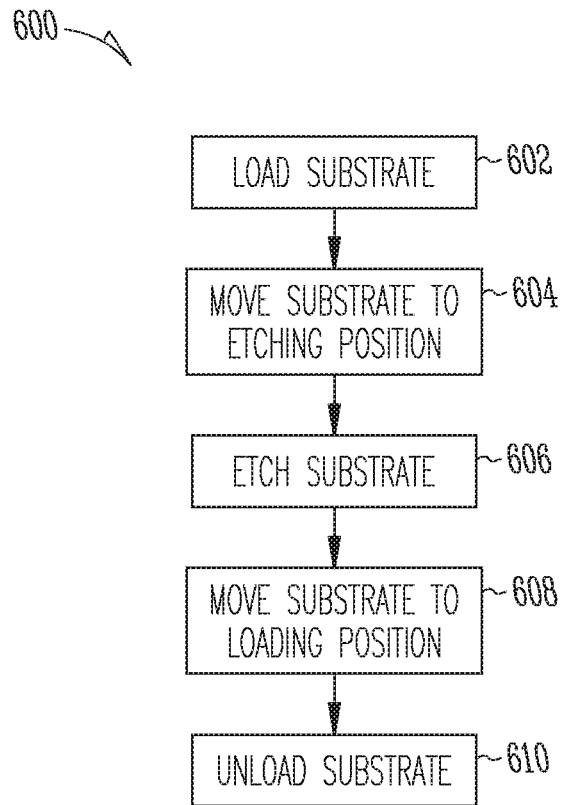 600
LOAD SUBSTRATE
602
MOVE SUBSTRATE TO
ETCHING POSITION
604
ETCH SUBSTRATE
606
MOVE SUBSTRATE TO
LOADING POSITION
608
UNLOAD SUBSTRATE
610